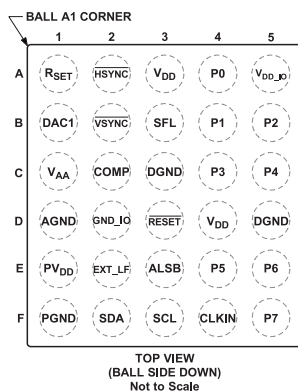 BALL A1 CORNER
1 2 3 4 5
A RSET HSYNC VDD P0 VDD_IO
B DAC1 VSYNC SFL P1 P2
C VAA COMP DGND P3 P4
D AGND GND_IO RESET VDD DGND
E PVDD EXT_LF ALSB P5 P6
F PGND SDA SCL CLKIN P7
TOP VIEW
(BALL SIDE DOWN)
Not to Scale